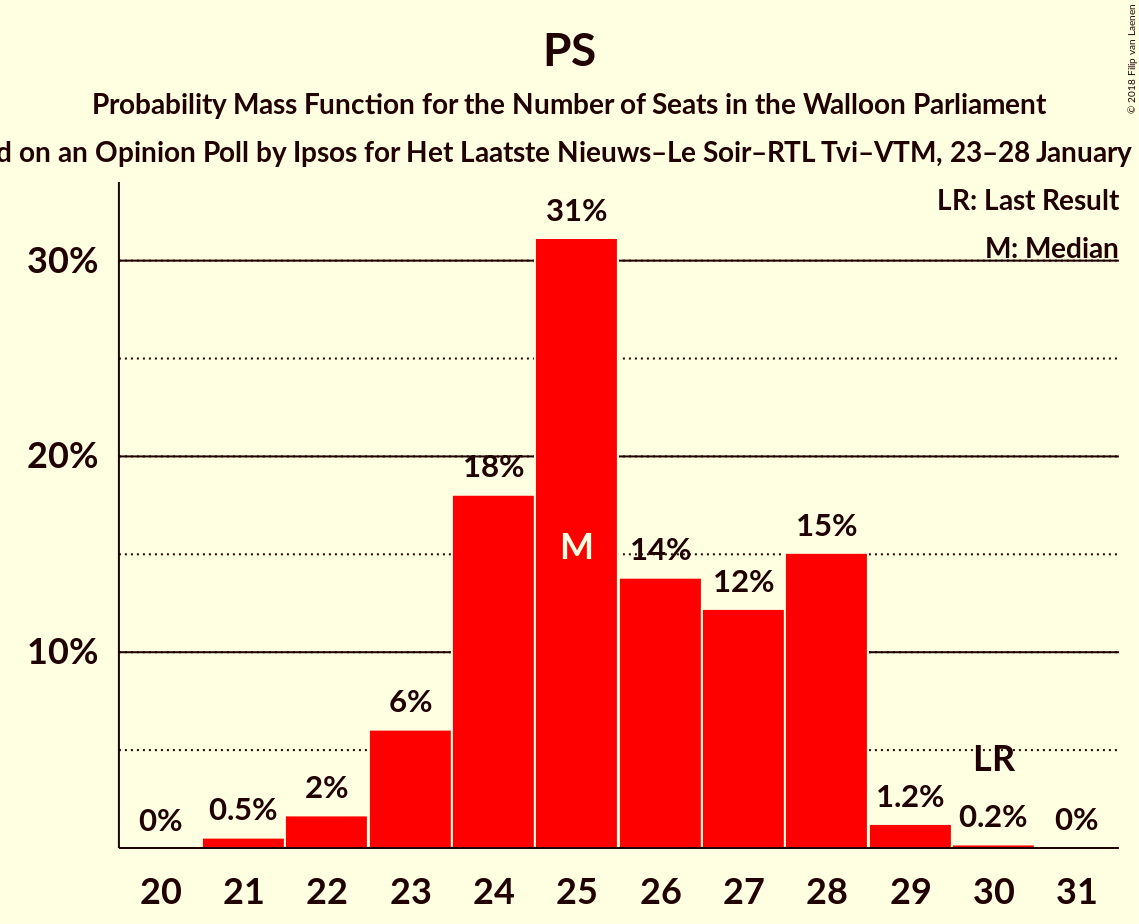 PS
Probability Mass Function for the Number of Seats in the Walloon Parliament
on an Opinion Poll by Ipsos for Het Laatste Nieuws–Le Soir–RTL Tvi–VTM, 23–28 January
© 2018 Filip van Laenen
LR: Last Result
M: Median
30%
20%
10%
0%
0.5%
2%
6%
18%
31%
M
14%
12%
15%
1.2%
LR
0.2%
0%
20 21 22 23 24 25 26 27 28 29 30 31